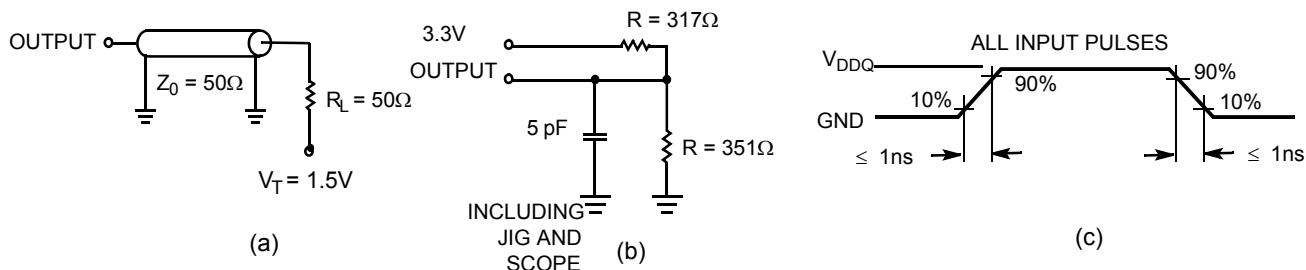 OUTPUT
Z0 = 50Ω
RL = 50Ω
VT = 1.5V
(a)
R = 317Ω
3.3V
OUTPUT
5 pF
R = 351Ω
INCLUDING
JIG AND
SCOPE
(b)
ALL INPUT PULSES
VDDQ
90%
10%
90%
10%
GND
≤ 1ns
≤ 1ns
(c)